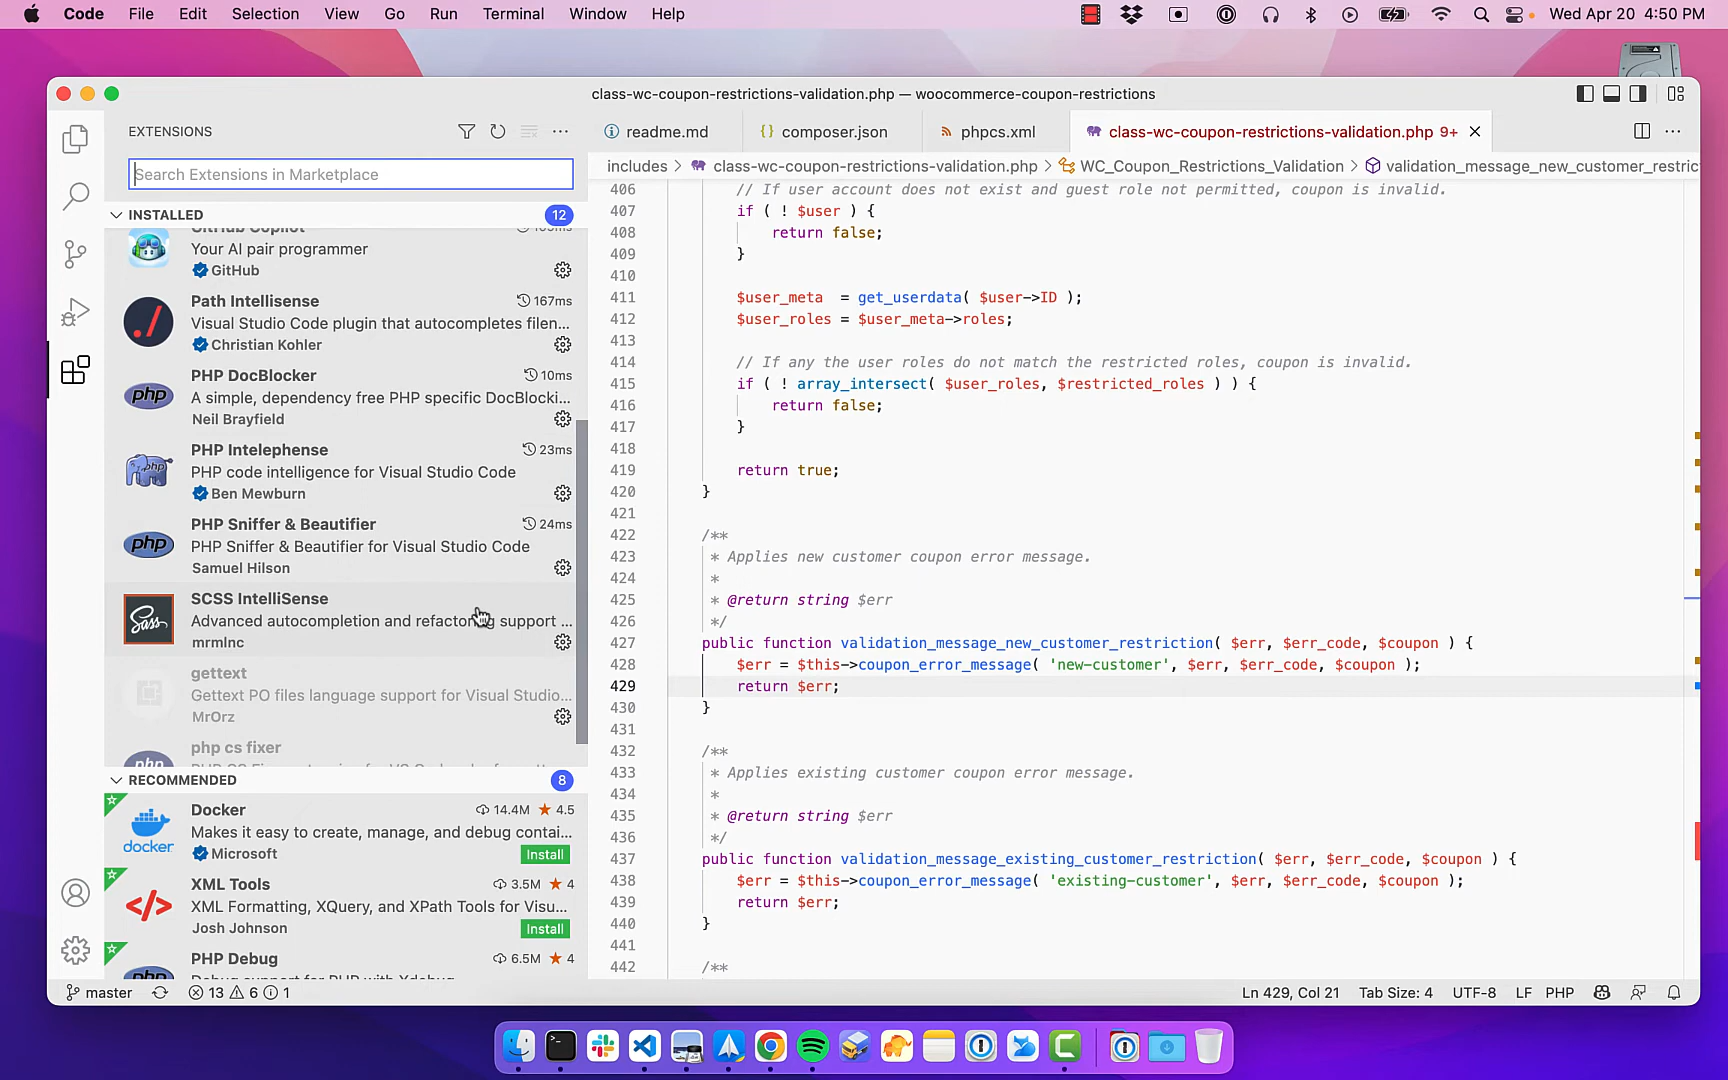 Code File Edit Selection View Go Run Terminal Window Help Wed Apr 20 4:50 PM
class-wc-coupon-restrictions-validation.php — woocommerce-coupon-restrictions
EXTENSIONS
Search Extensions in Marketplace
INSTALLED 12
GitHub Copilot
Your AI pair programmer
GitHub
Path Intellisense 167ms
Visual Studio Code plugin that autocompletes filen...
Christian Kohler
PHP DocBlocker 10ms
A simple, dependency free PHP specific DocBlocki...
Neil Brayfield
PHP Intelephense 23ms
PHP code intelligence for Visual Studio Code
Ben Mewburn
PHP Sniffer & Beautifier 24ms
PHP Sniffer & Beautifier for Visual Studio Code
Samuel Hilson
SCSS IntelliSense
Advanced autocompletion and refactoring support ...
mrmlnc
gettext
Gettext PO files language support for Visual Studio...
MrOrz
php cs fixer
RECOMMENDED 8
Docker 14.4M 4.5
Makes it easy to create, manage, and debug contai...
Microsoft Install
XML Tools 3.5M 4
XML Formatting, XQuery, and XPath Tools for Visu...
Josh Johnson Install
PHP Debug 6.5M 4
Debug support for PHP with Xdebug
readme.md composer.json phpcs.xml class-wc-coupon-restrictions-validation.php 9+
includes > class-wc-coupon-restrictions-validation.php > WC_Coupon_Restrictions_Validation > validation_message_new_customer_restric
406 // If user account does not exist and guest role not permitted, coupon is invalid.
407 if ( ! $user ) {
408 return false;
409 }
410
411 $user_meta  = get_userdata( $user->ID );
412 $user_roles = $user_meta->roles;
413
414 // If any the user roles do not match the restricted roles, coupon is invalid.
415 if ( ! array_intersect( $user_roles, $restricted_roles ) ) {
416 return false;
417 }
418
419 return true;
420 }
421
422 /**
423 * Applies new customer coupon error message.
424 *
425 * @return string $err
426 */
427 public function validation_message_new_customer_restriction( $err, $err_code, $coupon ) {
428 $err = $this->coupon_error_message( 'new-customer', $err, $err_code, $coupon );
429 return $err;
430 }
431
432 /**
433 * Applies existing customer coupon error message.
434 *
435 * @return string $err
436 */
437 public function validation_message_existing_customer_restriction( $err, $err_code, $coupon ) {
438 $err = $this->coupon_error_message( 'existing-customer', $err, $err_code, $coupon );
439 return $err;
440 }
441
442 /**
master 13 6 1 Ln 429, Col 21 Tab Size: 4 UTF-8 LF PHP